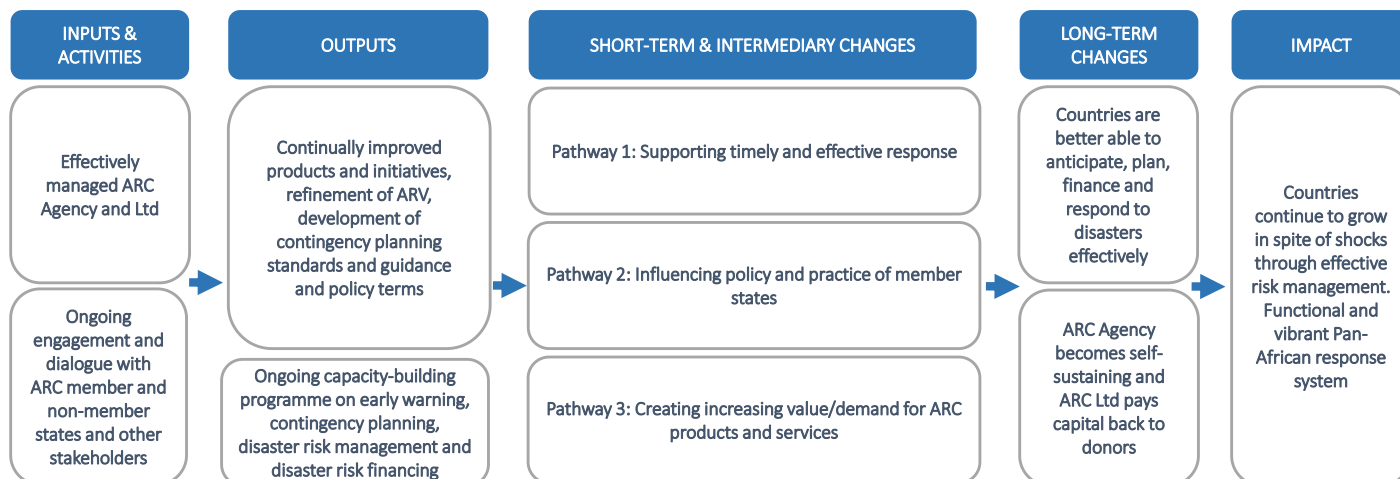 INPUTS &
ACTIVITIES
OUTPUTS
SHORT-TERM & INTERMEDIARY CHANGES
LONG-TERM
CHANGES
IMPACT
Effectively
managed ARC
Agency and Ltd
Ongoing
engagement and
dialogue with
ARC member and
non-member
states and other
stakeholders
Continually improved
products and initiatives,
refinement of ARV,
development of
contingency planning
standards and guidance
and policy terms
Ongoing capacity-building
programme on early warning,
contingency planning,
disaster risk management and
disaster risk financing
Pathway 1: Supporting timely and effective response
Pathway 2: Influencing policy and practice of member
states
Pathway 3: Creating increasing value/demand for ARC
products and services
Countries are
better able to
anticipate, plan,
finance and
respond to
disasters
effectively
ARC Agency
becomes self-
sustaining and
ARC Ltd pays
capital back to
donors
Countries
continue to grow
in spite of shocks
through effective
risk management.
Functional and
vibrant Pan-
African response
system